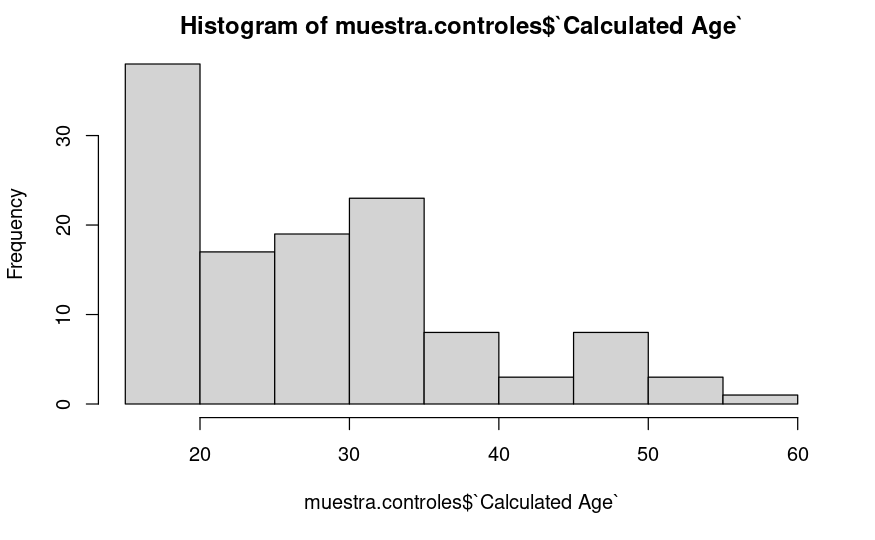 Histogram of muestra.controles$`Calculated Age`
Frequency
30
20
10
0
20 30 40 50 60
muestra.controles$`Calculated Age`